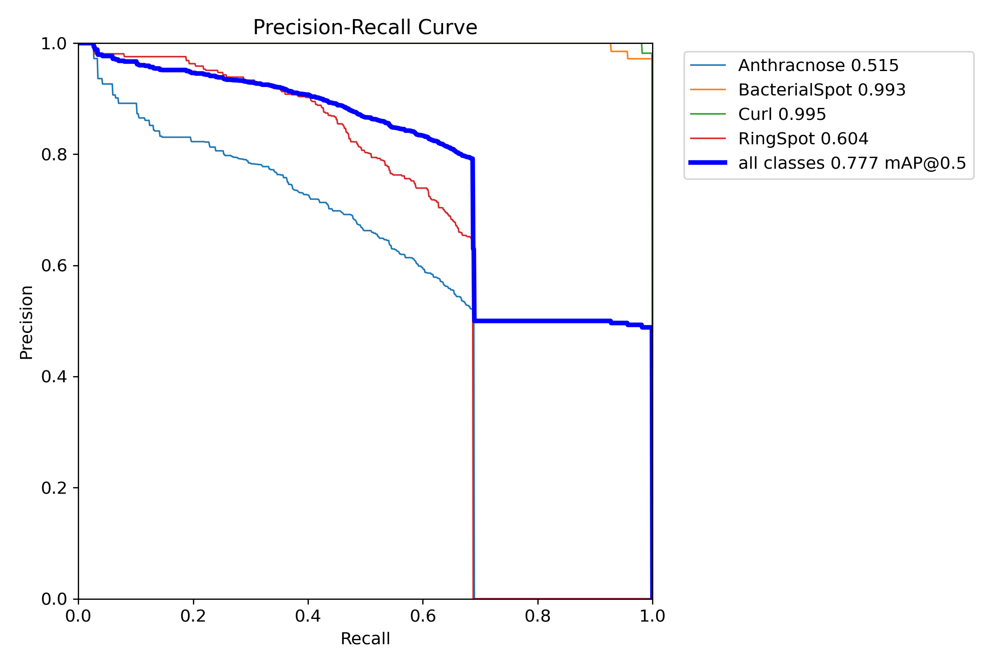 Precision-Recall Curve
1.0
0.8
0.6
0.4
0.2
0.0
Precision
0.0 0.2 0.4 0.6 0.8 1.0
Recall
Anthracnose 0.515
BacterialSpot 0.993
Curl 0.995
RingSpot 0.604
all classes 0.777 mAP@0.5